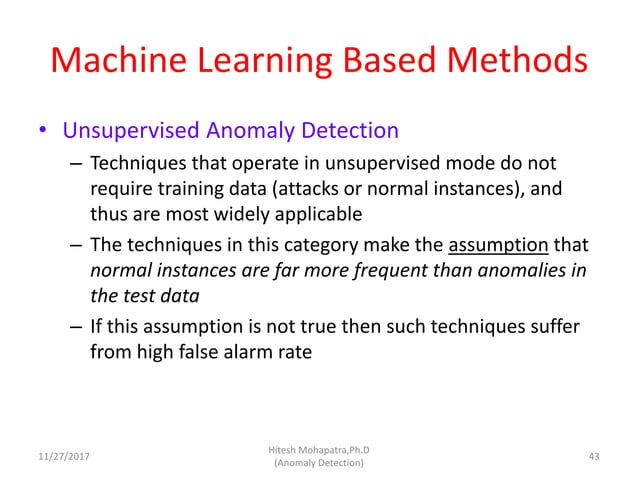 Machine Learning Based Methods
• Unsupervised Anomaly Detection
– Techniques that operate in unsupervised mode do not
require training data (attacks or normal instances), and
thus are most widely applicable
– The techniques in this category make the assumption that
normal instances are far more frequent than anomalies in
the test data
– If this assumption is not true then such techniques suffer
from high false alarm rate
11/27/2017
Hitesh Mohapatra,Ph.D
(Anomaly Detection)
43